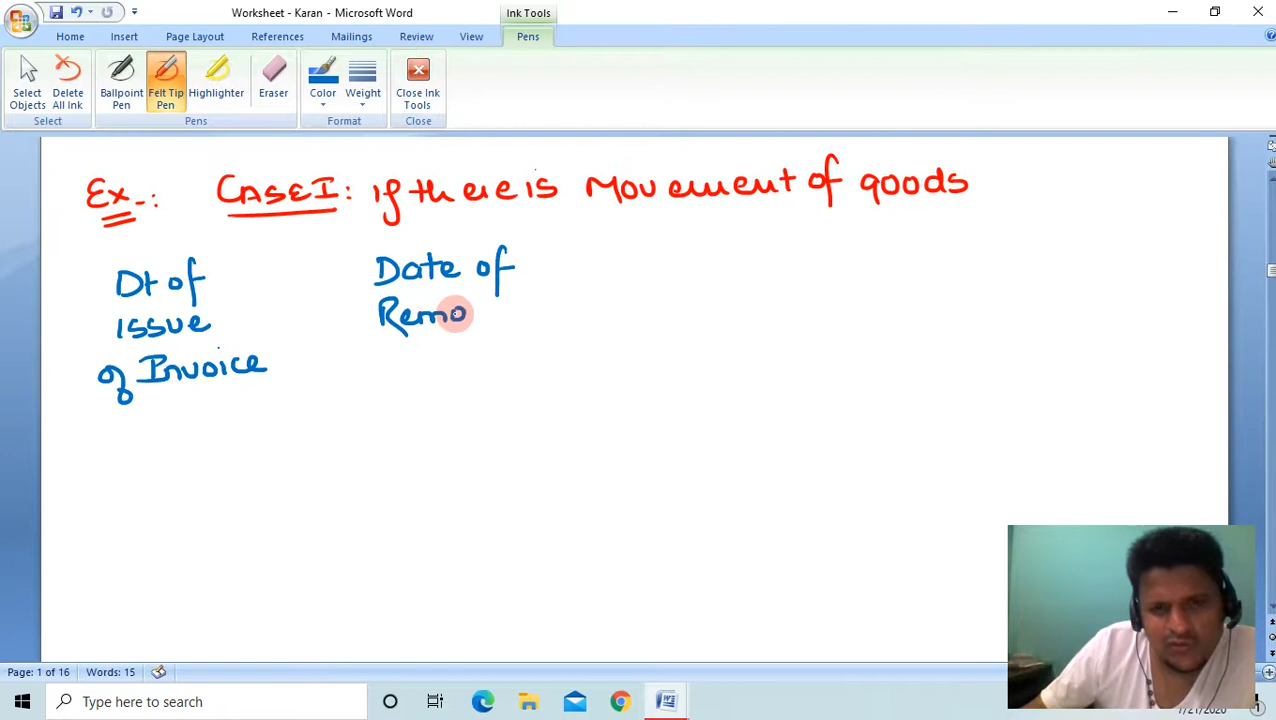 Worksheet - Karan - Microsoft Word
Ink Tools
Home Insert Page Layout References Mailings Review View Pens
Select Objects
Delete All Ink
Ballpoint Pen
Felt Tip Pen
Highlighter
Eraser
Color
Weight
Close Ink Tools
Select
Pens
Format
Close
Ex-: CASE I: if there is Movement of goods
Dt of
issue
of Invoice
Date of
Remo
Page: 1 of 16 Words: 15
Type here to search